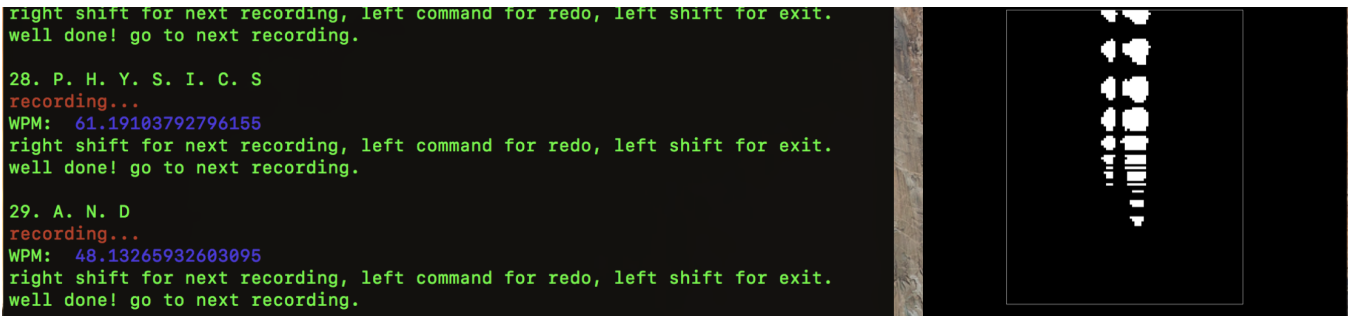 right shift for next recording, left command for redo, left shift for exit.
well done! go to next recording.
28. P. H. Y. S. I. C. S
recording...
WPM:  61.19103792796155
right shift for next recording, left command for redo, left shift for exit.
well done! go to next recording.
29. A. N. D
recording...
WPM:  48.13265932603095
right shift for next recording, left command for redo, left shift for exit.
well done! go to next recording.